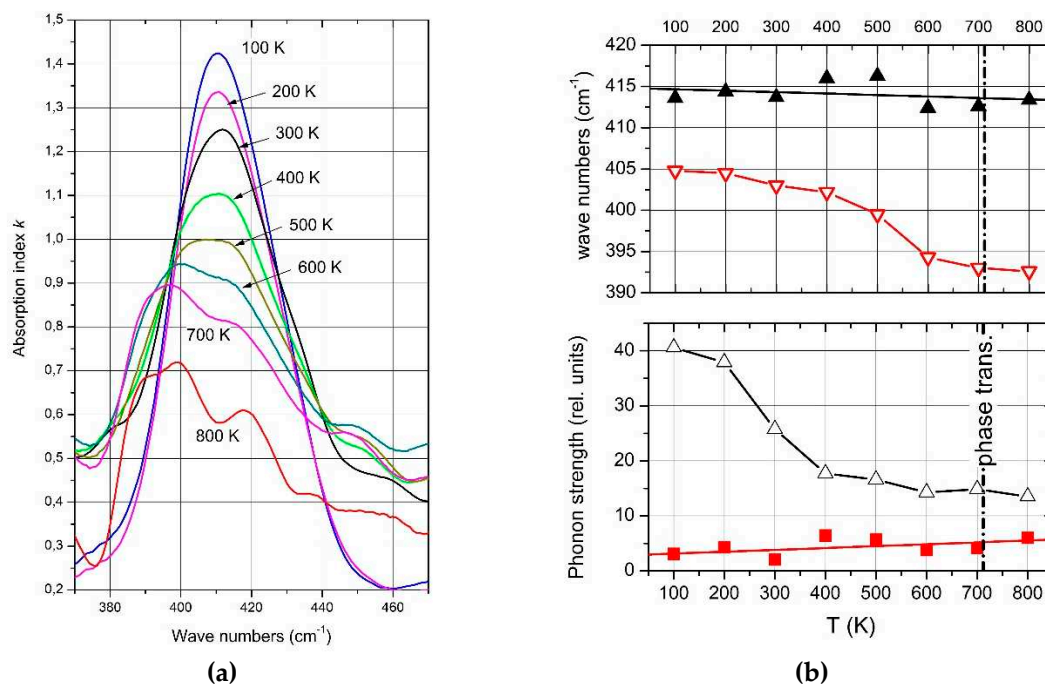 (a)
1,5
1,4
1,3
1,2
1,1
1,0
0,9
0,8
0,7
0,6
0,5
0,4
0,3
0,2
Absorption index k
100 K
200 K
300 K
400 K
500 K
600 K
700 K
800 K
380 400 420 440 460
Wave numbers (cm⁻¹)
(a)
(b)
100 200 300 400 500 600 700 800
420
415
410
405
400
395
390
wave numbers (cm⁻¹)
40
30
20
10
5
0
Phonon strength (rel. units)
phase trans.
100 200 300 400 500 600 700 800
T (K)
(b)